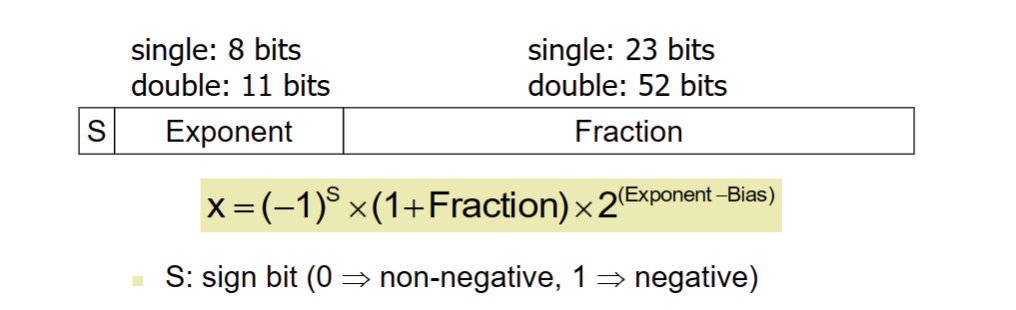 single: 8 bits single: 23 bits
double: 11 bits double: 52 bits
S Exponent Fraction
x = (−1)^S × (1+Fraction) × 2^(Exponent−Bias)
S: sign bit (0 ⇒ non-negative, 1 ⇒ negative)